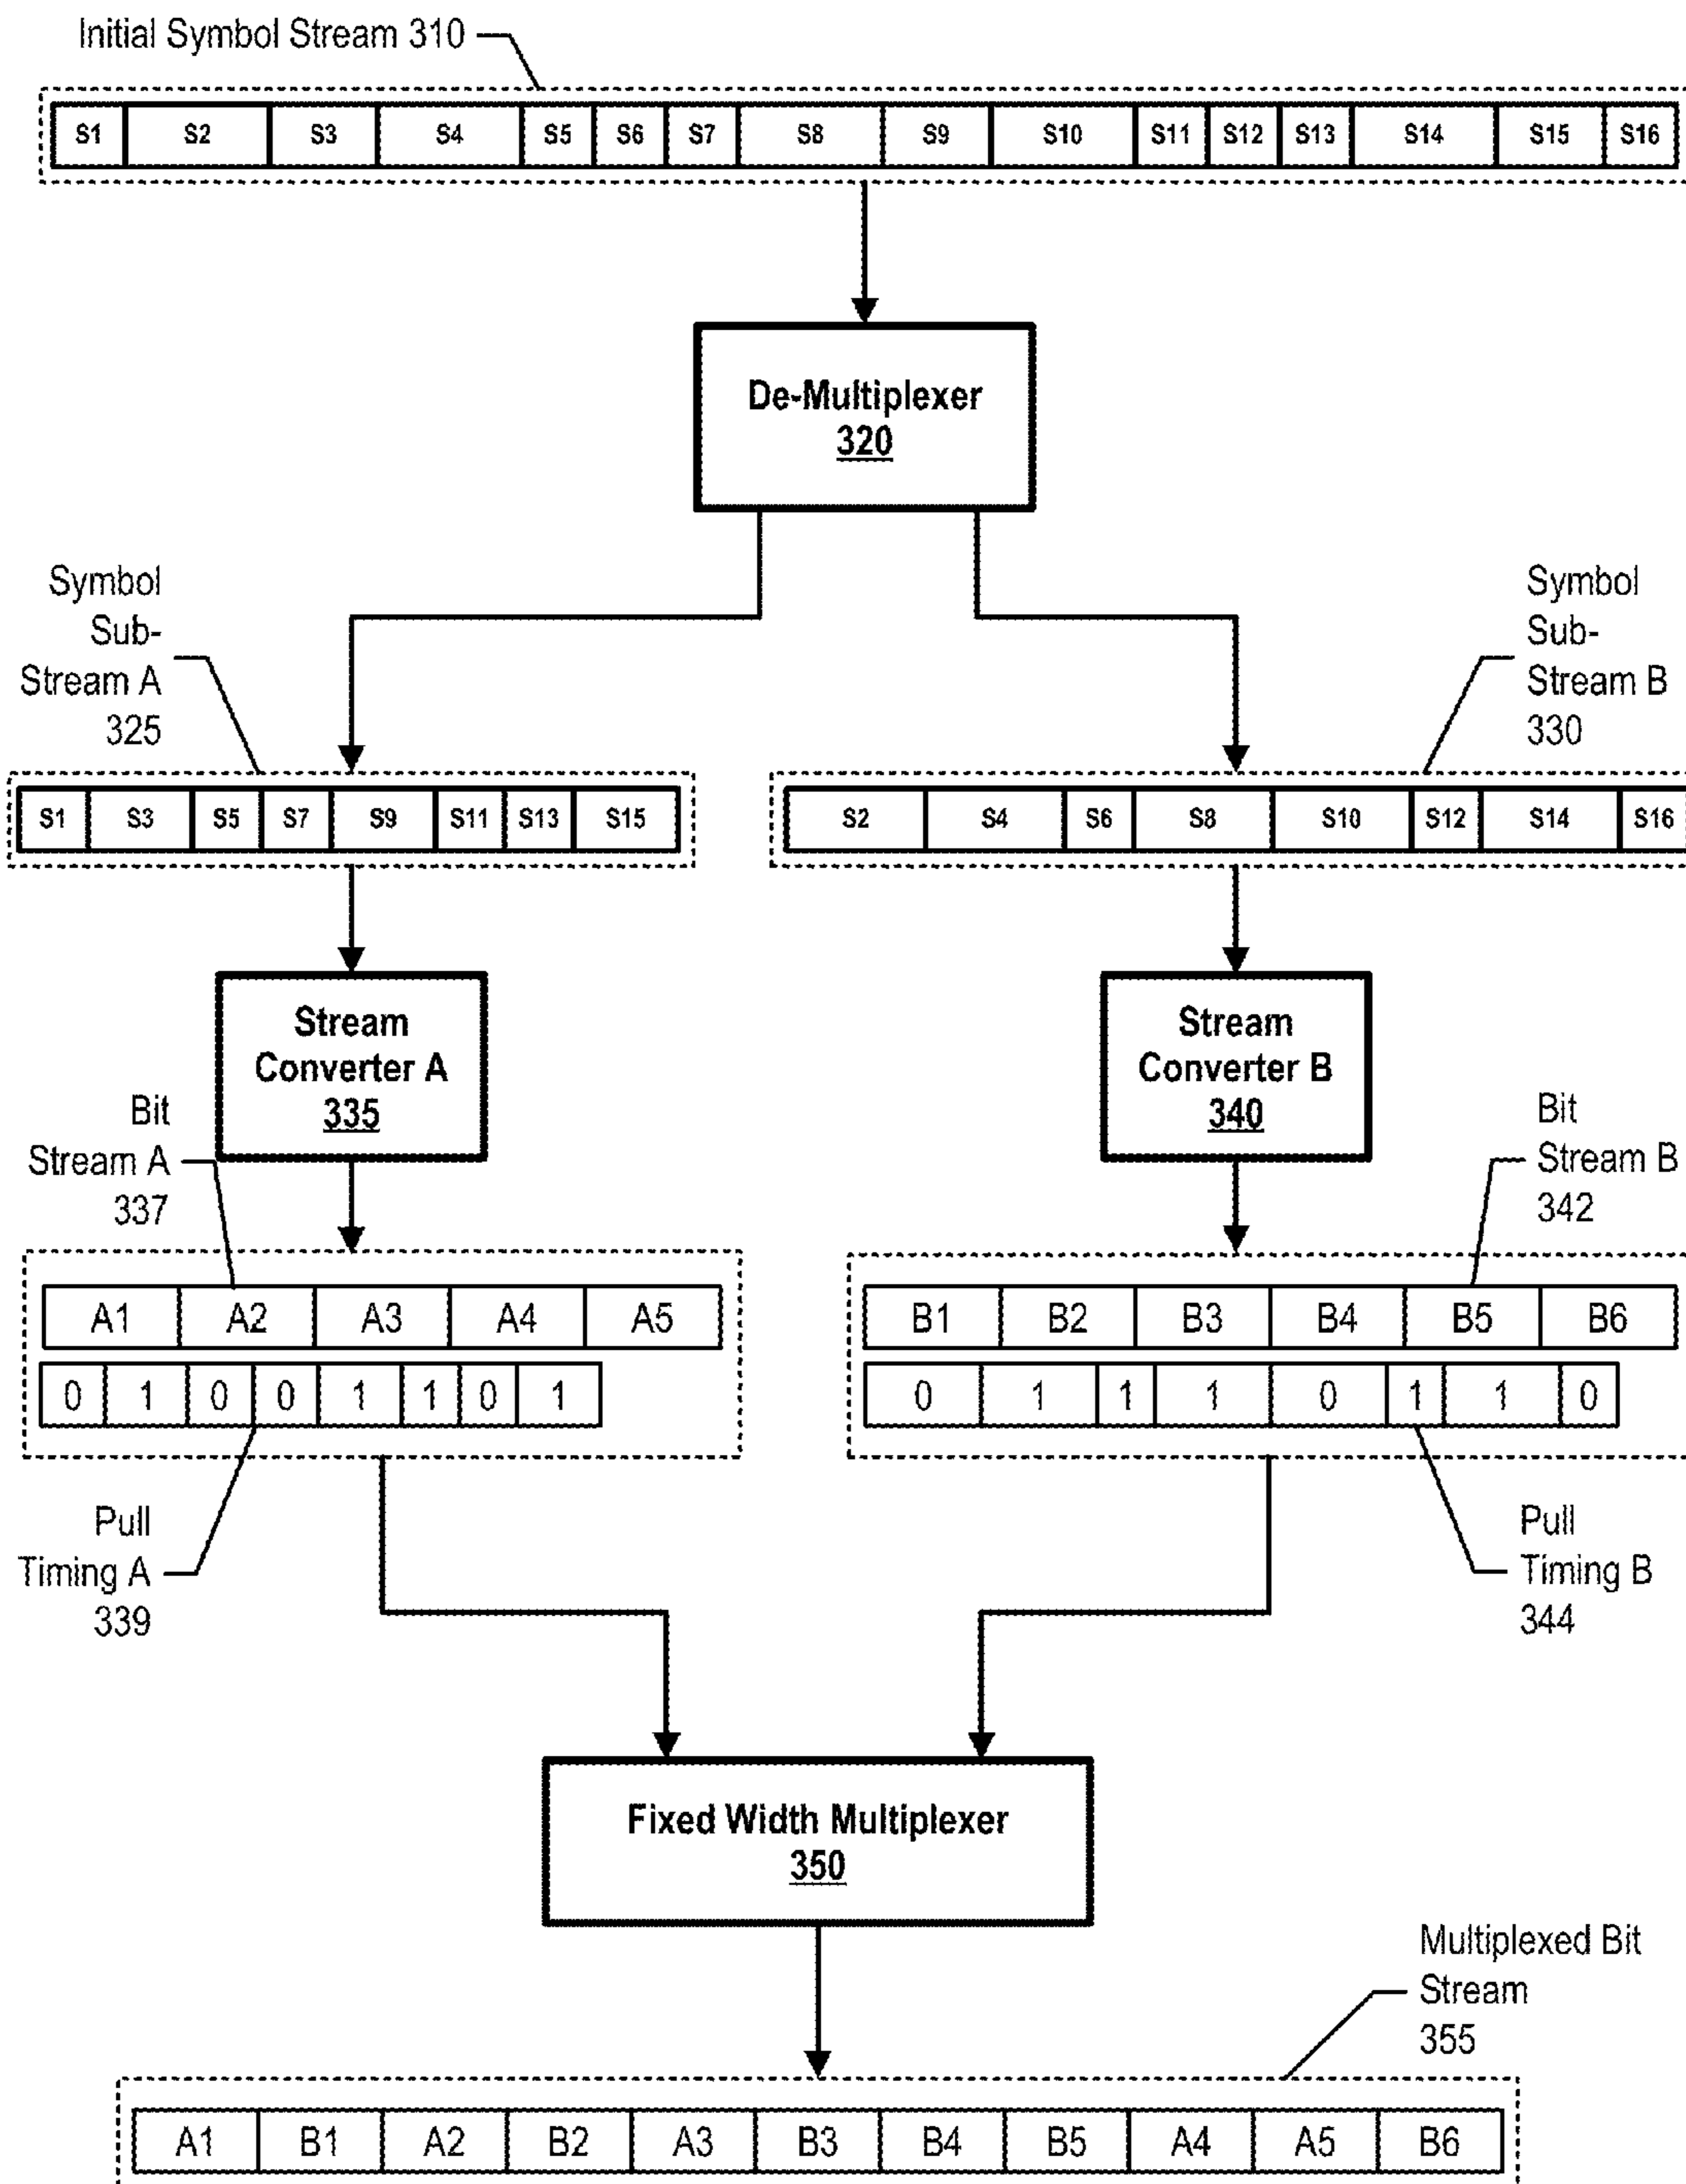 Initial Symbol Stream 310
S1 S2 S3 S4 S5 S6 S7 S8 S9 S10 S11 S12 S13 S14 S15 S16
De-Multiplexer
320
Symbol
Sub-
Stream A
325
Symbol
Sub-
Stream B
330
S1 S3 S5 S7 S9 S11 S13 S15
S2 S4 S6 S8 S10 S12 S14 S16
Stream
Converter A
335
Stream
Converter B
340
Bit
Stream A
337
Bit
Stream B
342
A1 A2 A3 A4 A5
0 1 0 0 1 1 0 1
B1 B2 B3 B4 B5 B6
0 1 1 1 0 1 1 0
Pull
Timing A
339
Pull
Timing B
344
Fixed Width Multiplexer
350
Multiplexed Bit
Stream
355
A1 B1 A2 B2 A3 B3 B4 B5 A4 A5 B6